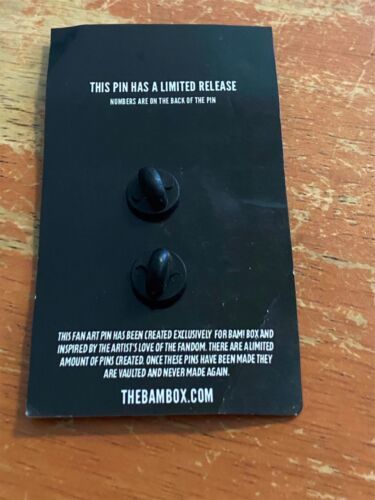 THIS PIN HAS A LIMITED RELEASE
NUMBERS ARE ON THE BACK OF THE PIN
THIS FAN ART PIN HAS BEEN CREATED EXCLUSIVELY FOR BAM! BOX AND
INSPIRED BY THE ARTIST'S LOVE OF THE FANDOM. THERE ARE A LIMITED
AMOUNT OF PINS CREATED. ONCE THESE PINS HAVE BEEN MADE THEY
ARE VAULTED AND NEVER MADE AGAIN.
THEBAMBOX.COM